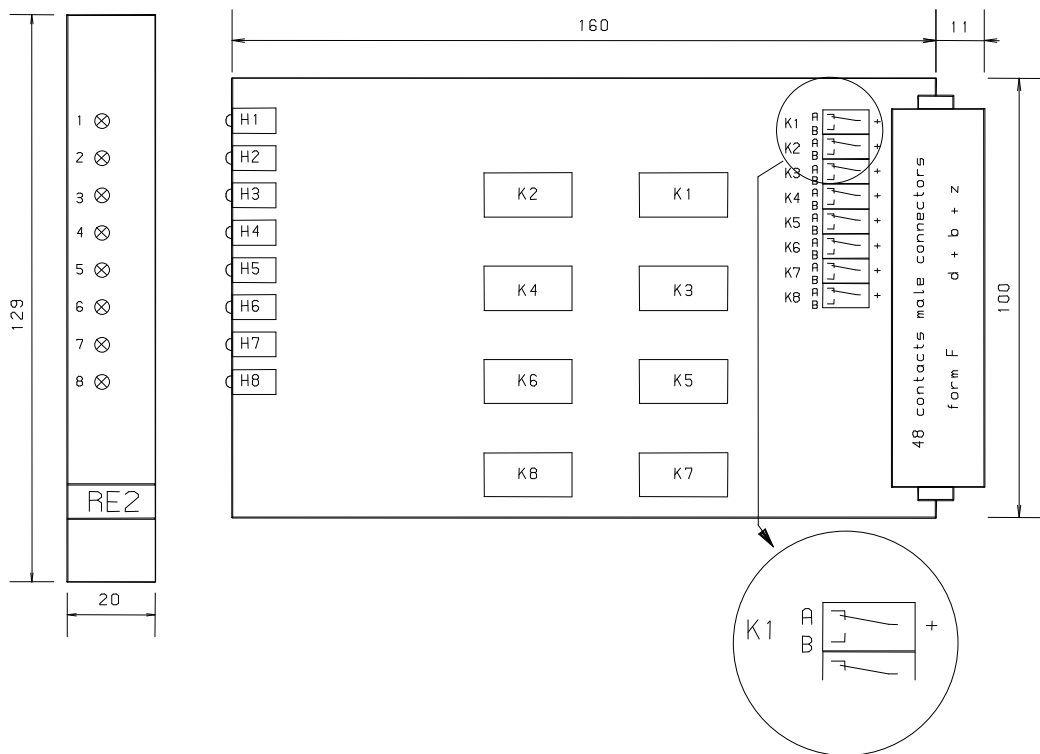 160
11
129
1
2
3
4
5
6
7
8
RE2
20
H1
H2
H3
H4
H5
H6
H7
H8
K2
K1
K4
K3
K6
K5
K8
K7
K1 A B +
K2 A B +
K3 A B +
K4 A B +
K5 A B +
K6 A B +
K7 A B +
K8 A B +
48 contacts male connectors
form F d + b + z
100
K1 A B +